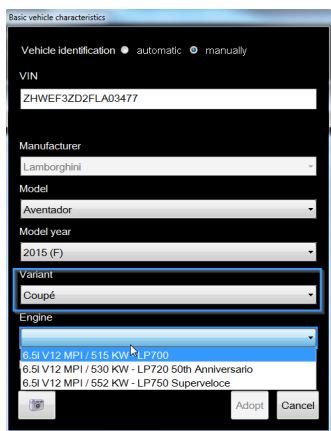 Basic vehicle characteristics
Vehicle identification automatic manually
VIN
ZHWEF3ZD2FLA03477
Manufacturer
Lamborghini
Model
Aventador
Model year
2015 (F)
Variant
Coupé
Engine
6.5l V12 MPI / 515 KW - LP700
6.5l V12 MPI / 530 KW - LP720 50th Anniversario
6.5l V12 MPI / 552 KW - LP750 Superveloce
Adopt Cancel